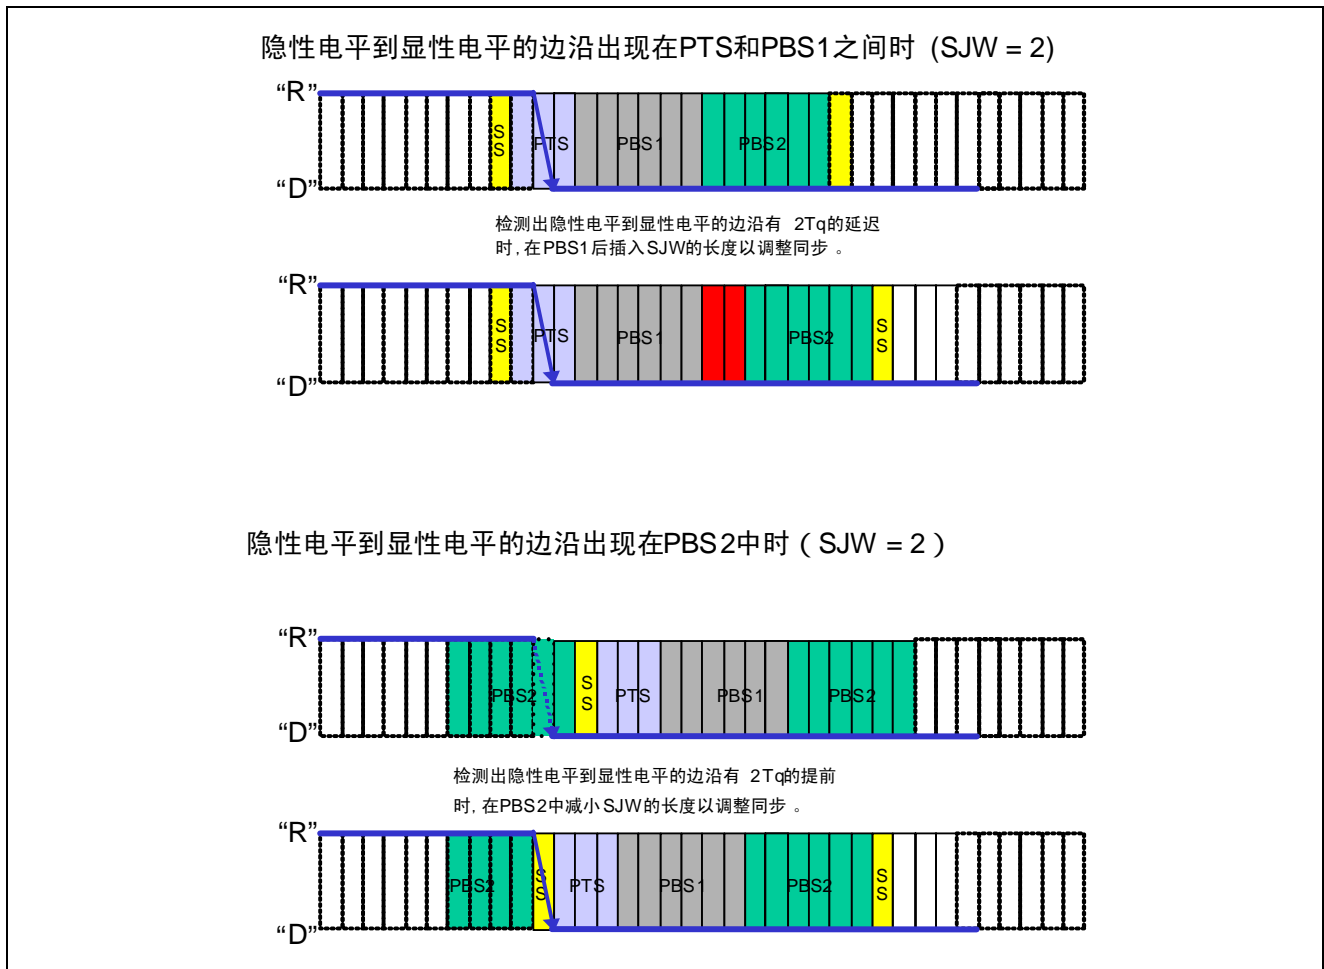 隐性电平到显性电平的边沿出现在PTS和PBS1之间时 (SJW = 2)
“R”
SS PTS PBS1 PBS2
“D”
检测出隐性电平到显性电平的边沿有 2Tq的延迟
时,在PBS1后插入SJW的长度以调整同步 。
“R”
SS PTS PBS1 PBS2 SS
“D”
隐性电平到显性电平的边沿出现在PBS2中时（SJW = 2）
“R”
PBS2 SS PTS PBS1 PBS2
“D”
检测出隐性电平到显性电平的边沿有 2Tq的提前
时,在PBS2中减小SJW的长度以调整同步 。
“R”
PBS2 SS PTS PBS1 PBS2 SS
“D”